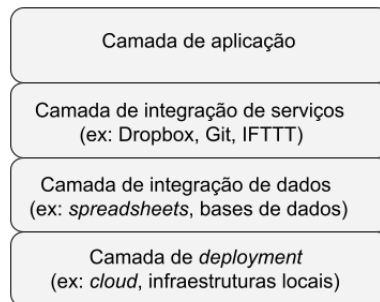 Camada de aplicação
Camada de integração de serviços
(ex: Dropbox, Git, IFTTT)
Camada de integração de dados
(ex: spreadsheets, bases de dados)
Camada de deployment
(ex: cloud, infraestruturas locais)